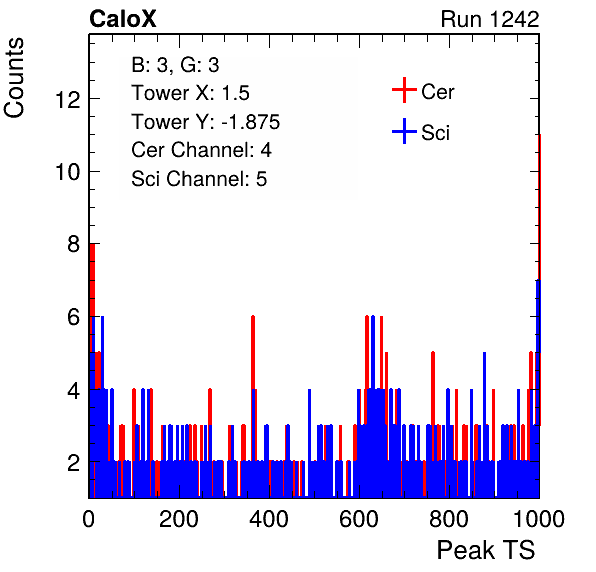 CaloX Run 1242
Counts
B: 3, G: 3
Tower X: 1.5
Tower Y: -1.875
Cer Channel: 4
Sci Channel: 5
Cer
Sci
12
10
8
6
4
2
0 200 400 600 800 1000
Peak TS